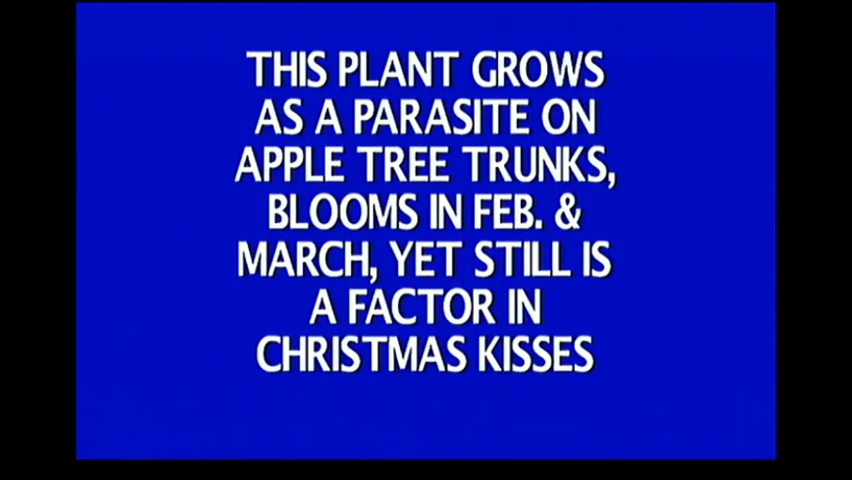 THIS PLANT GROWS
AS A PARASITE ON
APPLE TREE TRUNKS,
BLOOMS IN FEB. &
MARCH, YET STILL IS
A FACTOR IN
CHRISTMAS KISSES